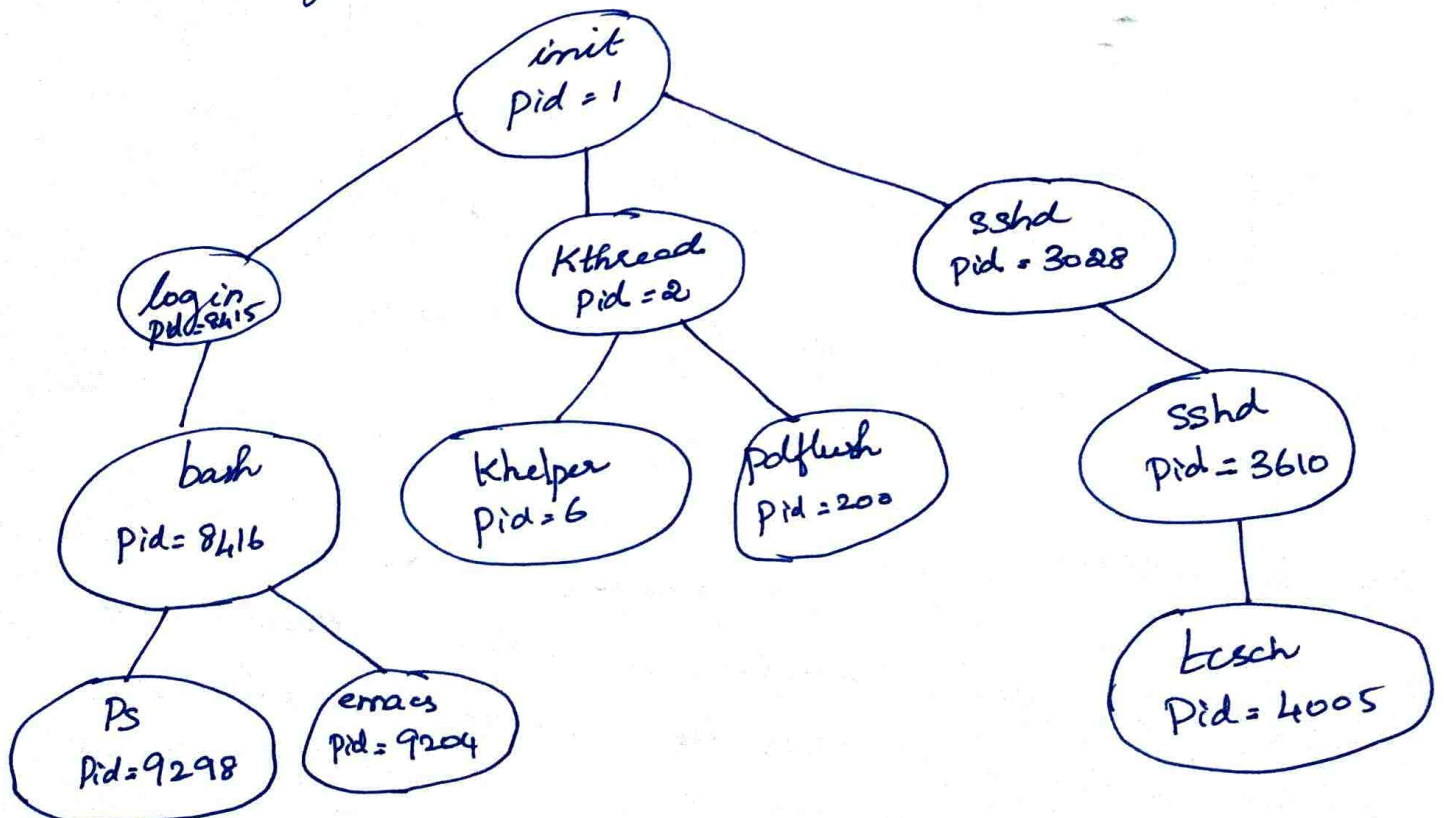 init
Pid = 1
login
Pid=8415
Kthread
Pid = 2
sshd
Pid = 3028
bash
Pid = 8416
Khelper
Pid = 6
pdflush
Pid = 200
sshd
Pid = 3610
Ps
Pid = 9298
emacs
Pid = 9204
tcsch
Pid = 4005